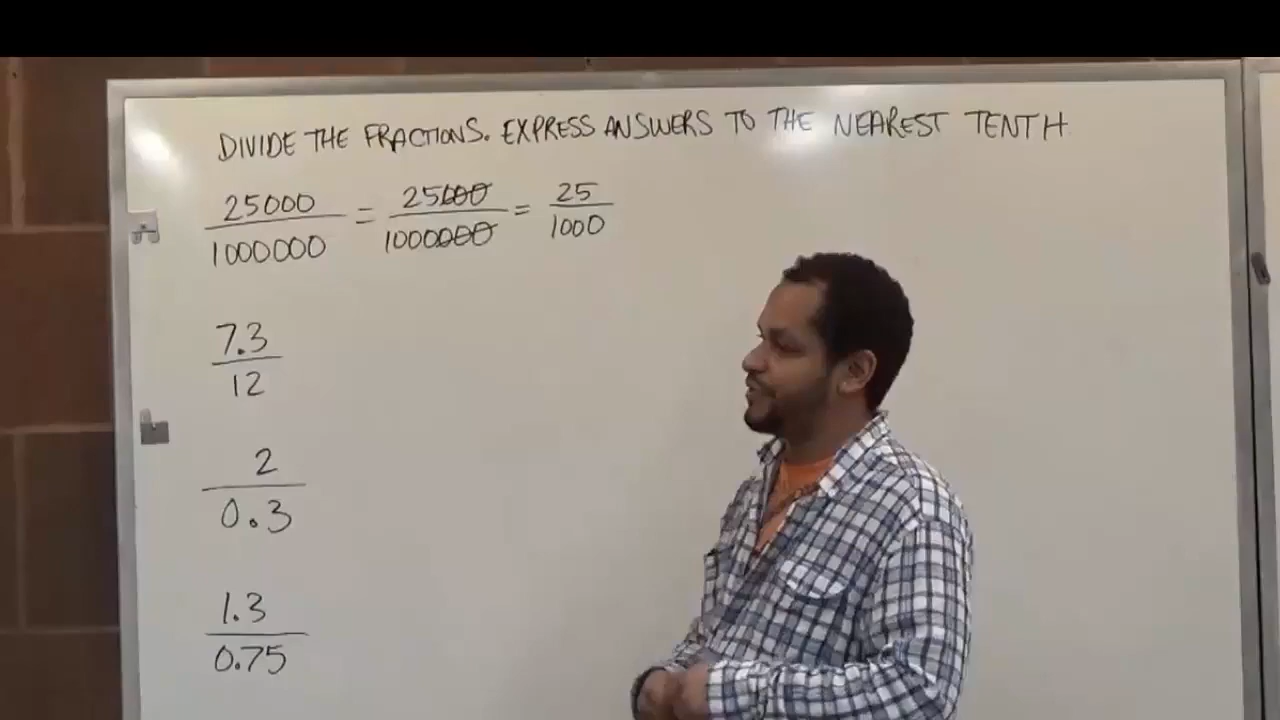 DIVIDE THE FRACTIONS. EXPRESS ANSWERS TO THE NEAREST TENTH
25000/1000000 = 25000/1000000 = 25/1000
7.3/12
2/0.3
1.3/0.75